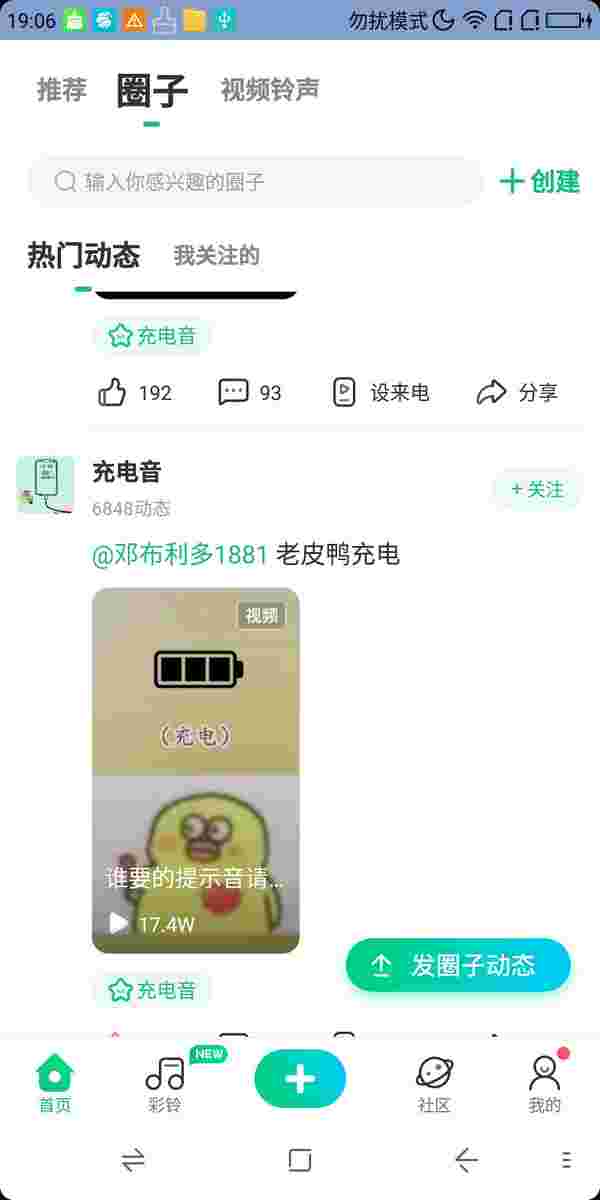 19:06 勿扰模式
推荐 圈子 视频铃声
输入你感兴趣的圈子 创建
热门动态 我关注的
充电音
192 93 设来电 分享
充电音
+ 关注
6848动态
@邓布利多1881 老皮鸭充电
视频
（充电）
谁要的提示音请...
17.4W
发圈子动态
充电音
NEW
首页 彩铃 社区 我的